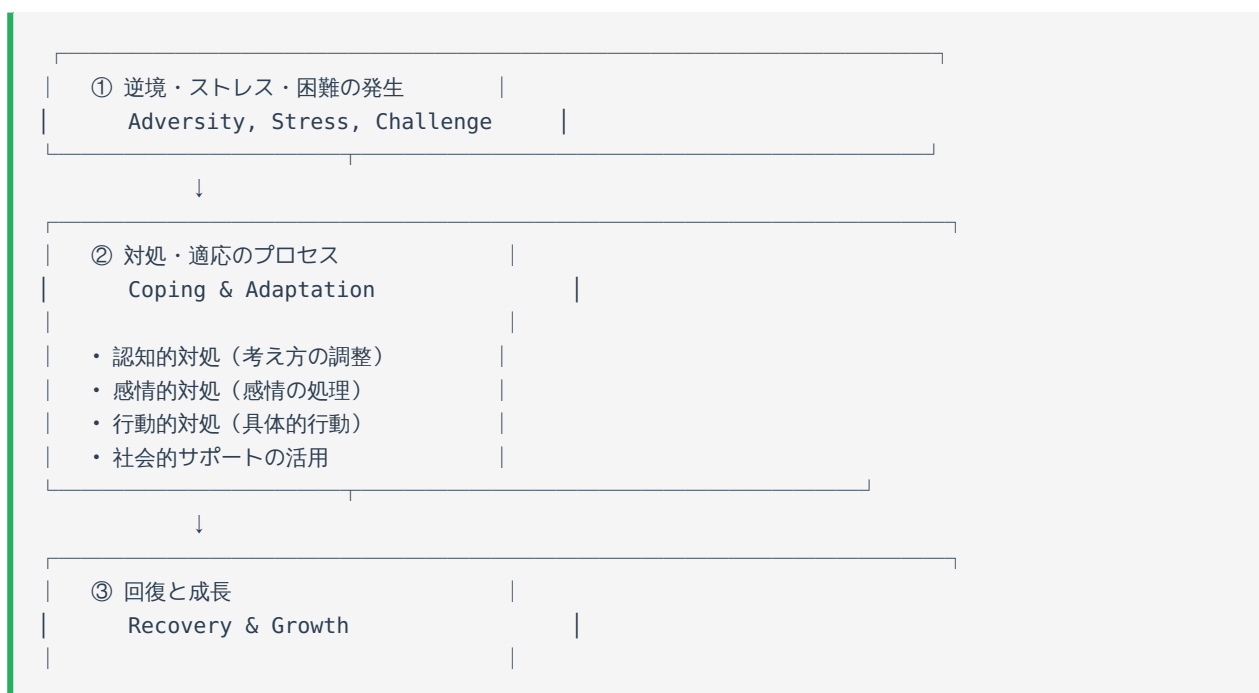 ① 逆境・ストレス・困難の発生
Adversity, Stress, Challenge
↓
② 対処・適応のプロセス
Coping & Adaptation
• 認知的対処（考え方の調整）
• 感情的対処（感情の処理）
• 行動的対処（具体的行動）
• 社会的サポートの活用
↓
③ 回復と成長
Recovery & Growth